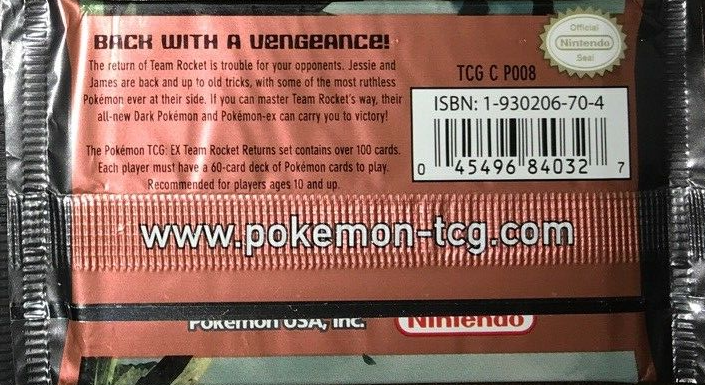 BACK WITH A VENGEANCE!
The return of Team Rocket is trouble for your opponents. Jessie and
James are back and up to old tricks, with some of the most ruthless
Pokémon ever at their side. If you can master Team Rocket's way, their
all-new Dark Pokémon and Pokémon-ex can carry you to victory!
The Pokémon TCG: EX Team Rocket Returns set contains over 100 cards.
Each player must have a 60-card deck of Pokémon cards to play.
Recommended for players ages 10 and up.
Official
Nintendo
Seal
TCG C P008
ISBN: 1-930206-70-4
0 45496 84032 7
www.pokemon-tcg.com
Pokémon USA, Inc.
Nintendo